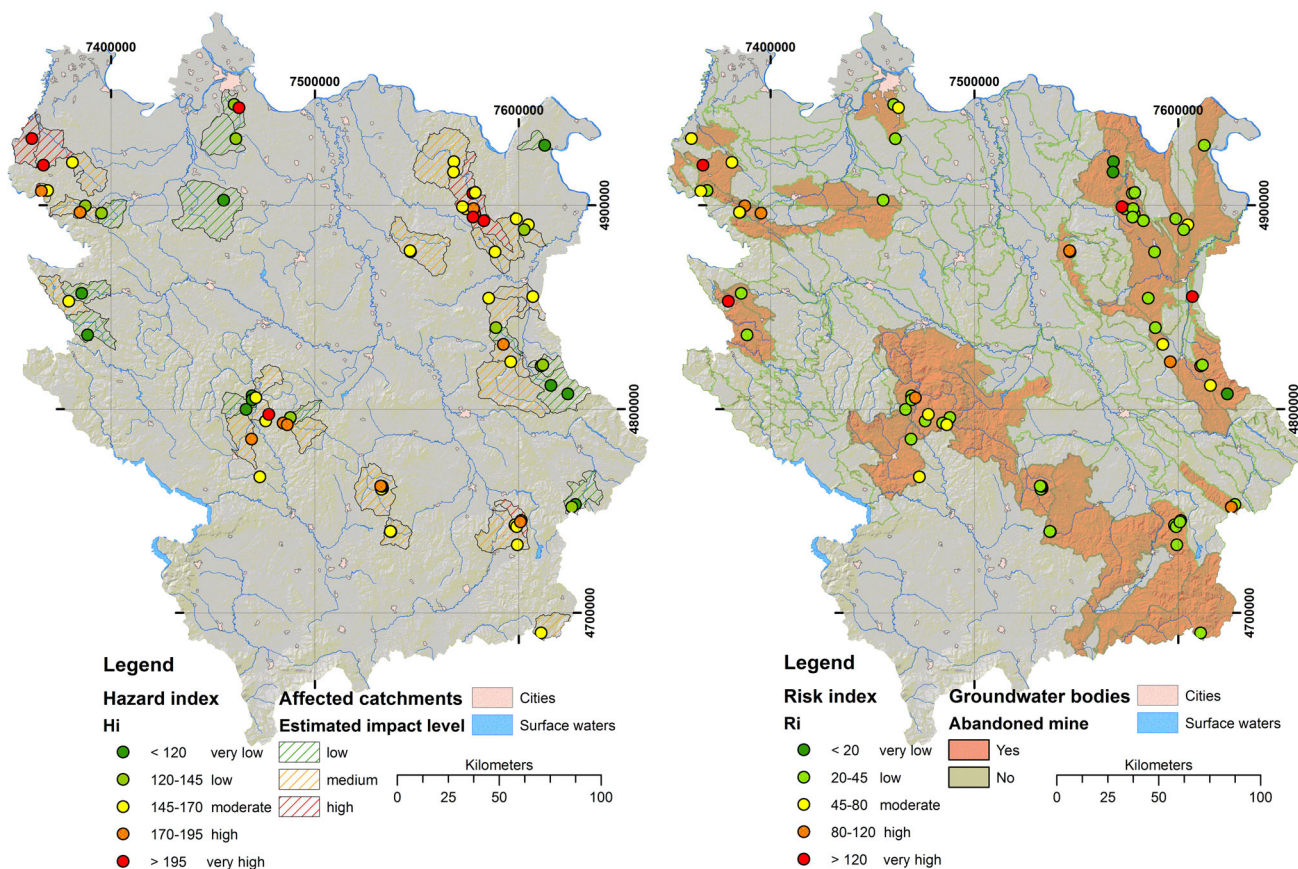 7400000
7500000
7600000
4900000
4800000
4700000
Legend
Hazard index
Hi
< 120 very low
120-145 low
145-170 moderate
170-195 high
> 195 very high
Affected catchments
Estimated impact level
low
medium
high
Cities
Surface waters
Kilometers
0 25 50 100
7400000
7500000
7600000
4900000
4800000
4700000
Legend
Risk index
Ri
< 20 very low
20-45 low
45-80 moderate
80-120 high
> 120 very high
Groundwater bodies
Abandoned mine
Yes
No
Cities
Surface waters
Kilometers
0 25 50 100